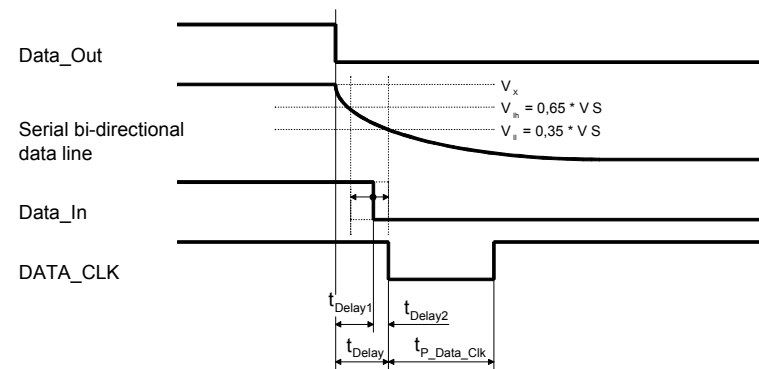 Data_Out
V x
V Ih = 0,65 * V S
V Il = 0,35 * V S
Serial bi-directional
data line
Data_In
DATA_CLK
t Delay1
t Delay2
t Delay
t P_Data_Clk